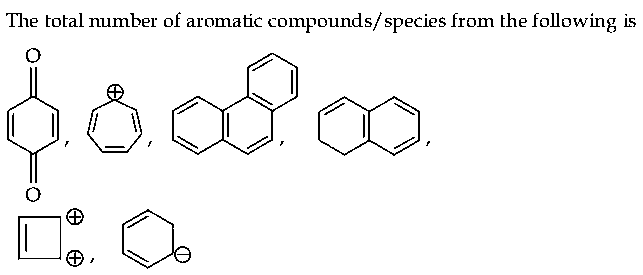 The total number of aromatic compounds/species from the following is
O
⊕
, , , ,
O
⊕
⊕ , ⊖